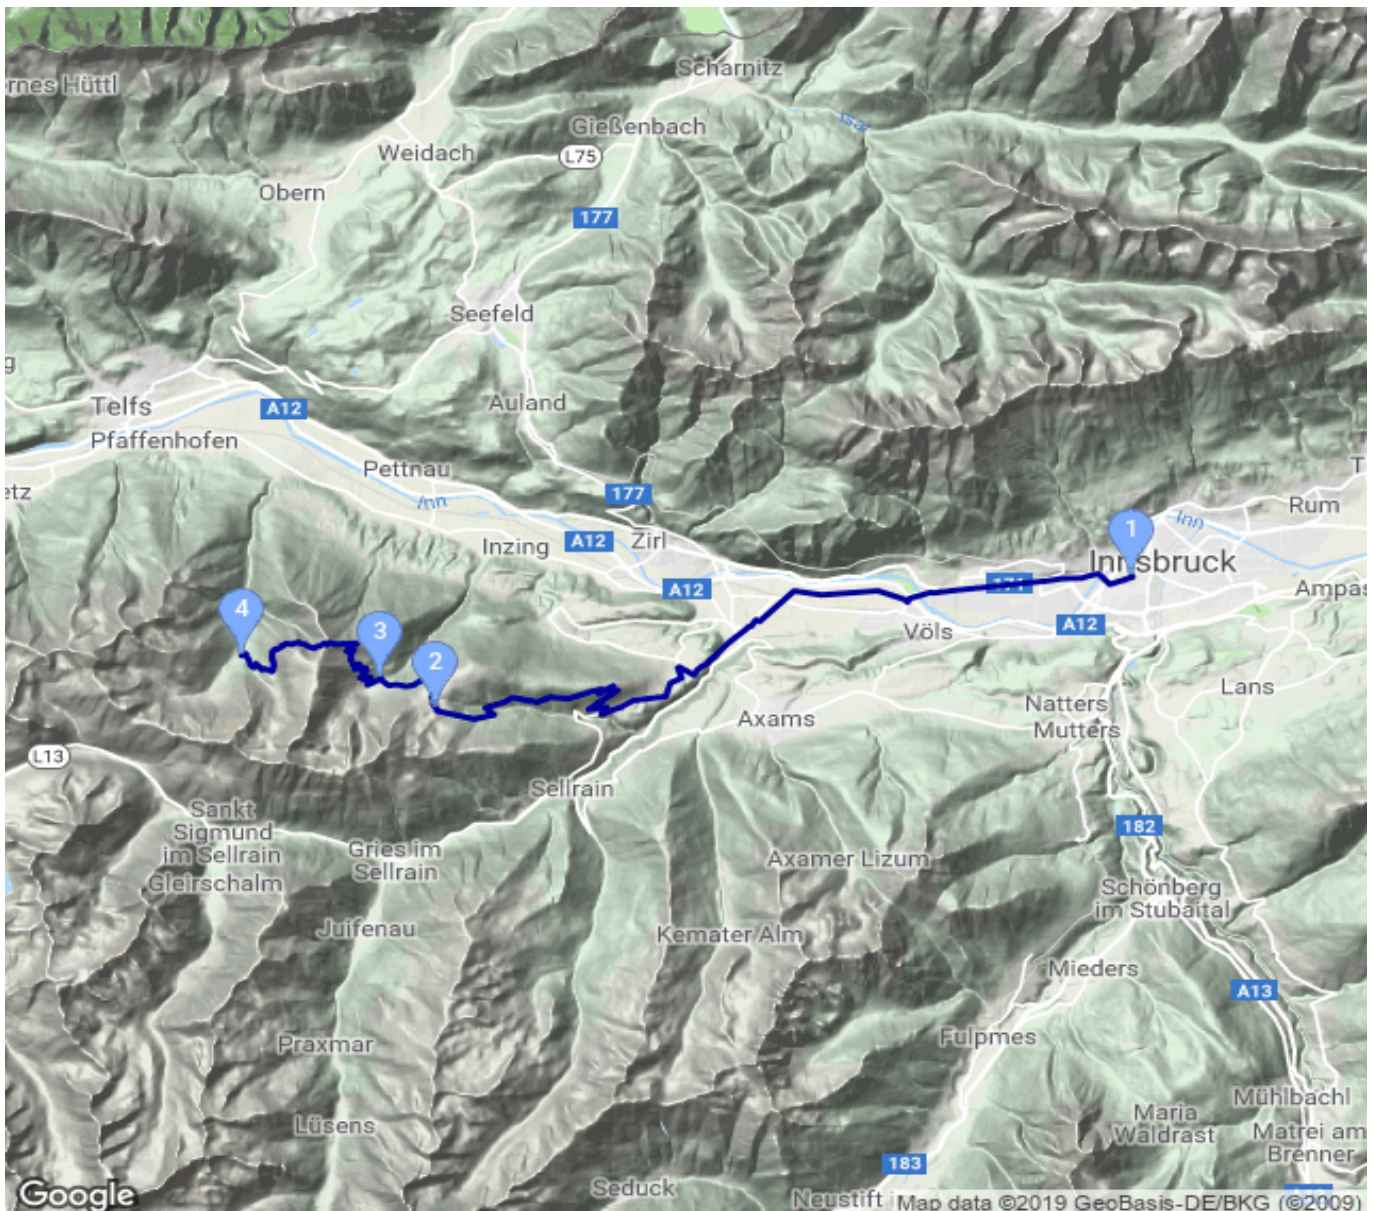 Scharnitz
ernes Hüttl
Isar
Gießenbach
Weidach
L75
Obern
177
Seefeld
g
Auland
Telfs
A12
Pfaffenhofen
Pettnau
T
etz
177
Inn
Rum
Inn
1
Inzing
A12
Zirl
Innsbruck
A12
171
Ampas
4
3
Völs
A12
2
Lans
Natters
Axams
Mutters
L13
Sellrain
Sankt
Sigmund
im Sellrain
182
Gries im
Sellrain
Axamer Lizum
Gleirschalm
Schönberg
im Stubaital
Juifenau
Kemater Alm
Mieders
A13
Fulpmes
Praxmar
Mühlbachl
Maria
Waldrast
Lüsens
Matrei am
Brenner
183
Seduck
Google
Neustift i
Map data ©2019 GeoBasis-DE/BKG (©2009)